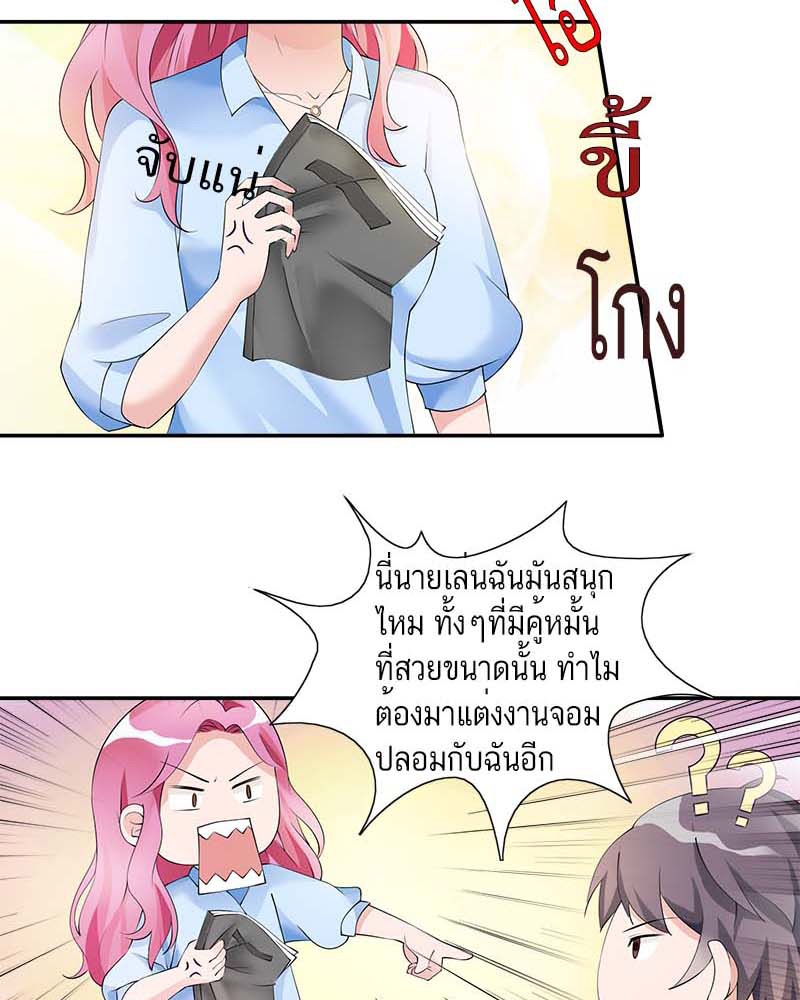 ไอ้
ขี้
โกง
จับแน่น
นี่นายเล่นฉันมันสนุก
ไหม ทั้งๆที่มีคู่หมั้น
ที่สวยขนาดนั้น ทำไม
ต้องมาแต่งงานจอม
ปลอมกับฉันอีก
??